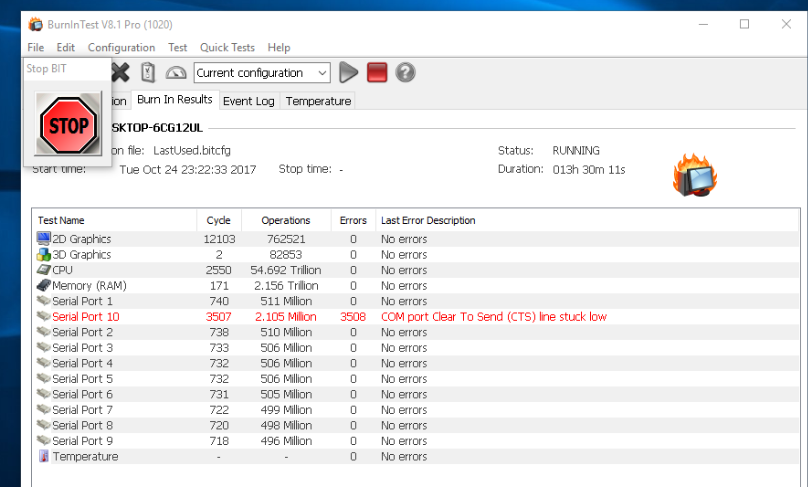 BurnInTest V8.1 Pro (1020)
File Edit Configuration Test Quick Tests Help
Stop BIT
Current configuration
ion Burn In Results Event Log Temperature
STOP
SKTOP-6CG12UL
on file: LastUsed.bitcfg Status: RUNNING
Start time: Tue Oct 24 23:22:33 2017 Stop time: - Duration: 013h 30m 11s
Test Name Cycle Operations Errors Last Error Description
2D Graphics 12103 762521 0 No errors
3D Graphics 2 82853 0 No errors
CPU 2550 54.692 Trillion 0 No errors
Memory (RAM) 171 2.156 Trillion 0 No errors
Serial Port 1 740 511 Million 0 No errors
Serial Port 10 3507 2.105 Million 3508 COM port Clear To Send (CTS) line stuck low
Serial Port 2 738 510 Million 0 No errors
Serial Port 3 733 506 Million 0 No errors
Serial Port 4 732 506 Million 0 No errors
Serial Port 5 732 506 Million 0 No errors
Serial Port 6 731 505 Million 0 No errors
Serial Port 7 722 499 Million 0 No errors
Serial Port 8 720 498 Million 0 No errors
Serial Port 9 718 496 Million 0 No errors
Temperature - - 0 No errors